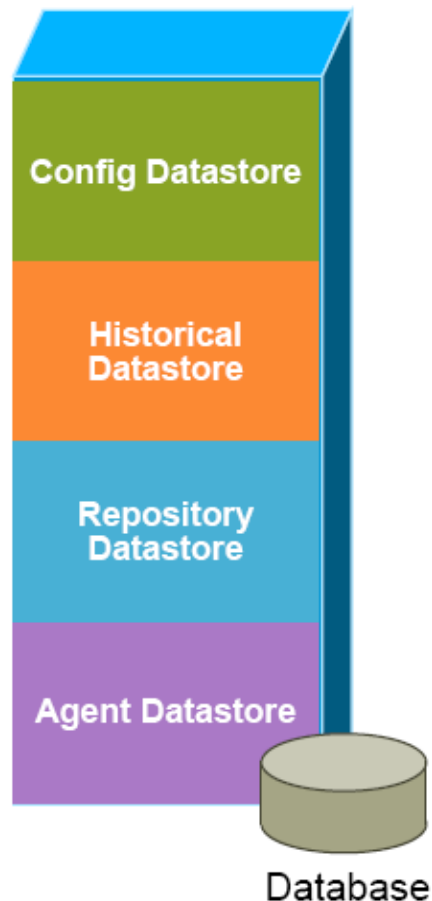 Config Datastore
Historical
Datastore
Repository
Datastore
Agent Datastore
Database